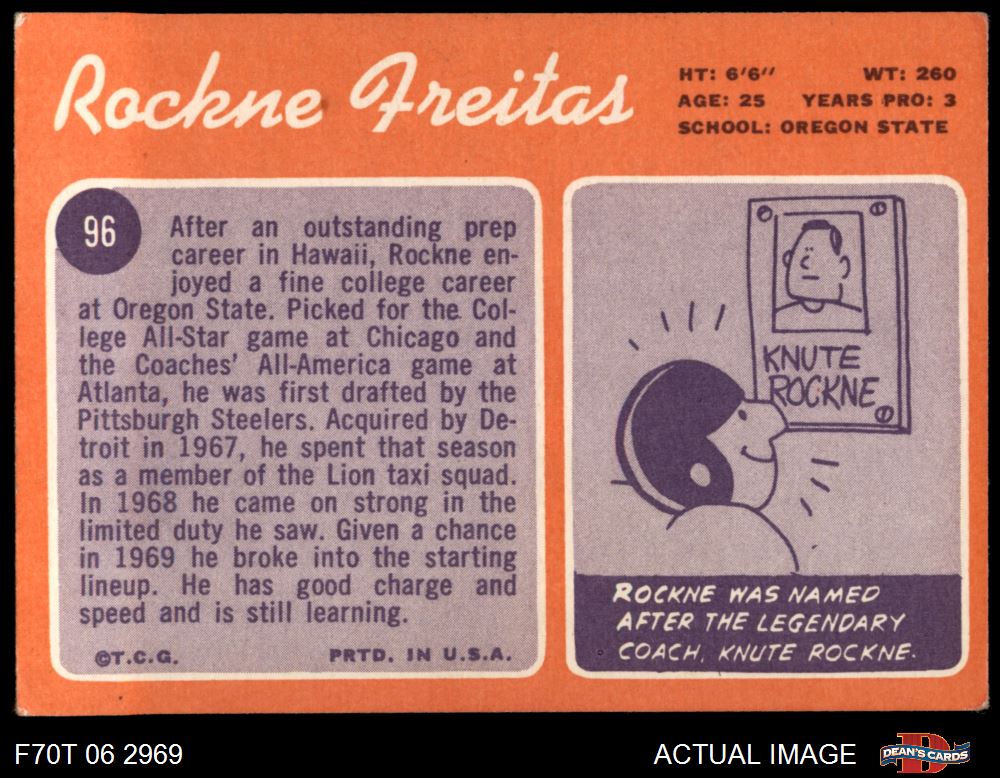 Rockne Freitas
HT: 6'6" WT: 260
AGE: 25 YEARS PRO: 3
SCHOOL: OREGON STATE
96
After an outstanding prep
career in Hawaii, Rockne en-
joyed a fine college career
at Oregon State. Picked for the Col-
lege All-Star game at Chicago and
the Coaches' All-America game at
Atlanta, he was first drafted by the
Pittsburgh Steelers. Acquired by De-
troit in 1967, he spent that season
as a member of the Lion taxi squad.
In 1968 he came on strong in the
limited duty he saw. Given a chance
in 1969 he broke into the starting
lineup. He has good charge and
speed and is still learning.
©T.C.G. PRTD. IN U.S.A.
KNUTE
ROCKNE
ROCKNE WAS NAMED
AFTER THE LEGENDARY
COACH, KNUTE ROCKNE.
F70T 06 2969
ACTUAL IMAGE
D
DEAN'S CARDS